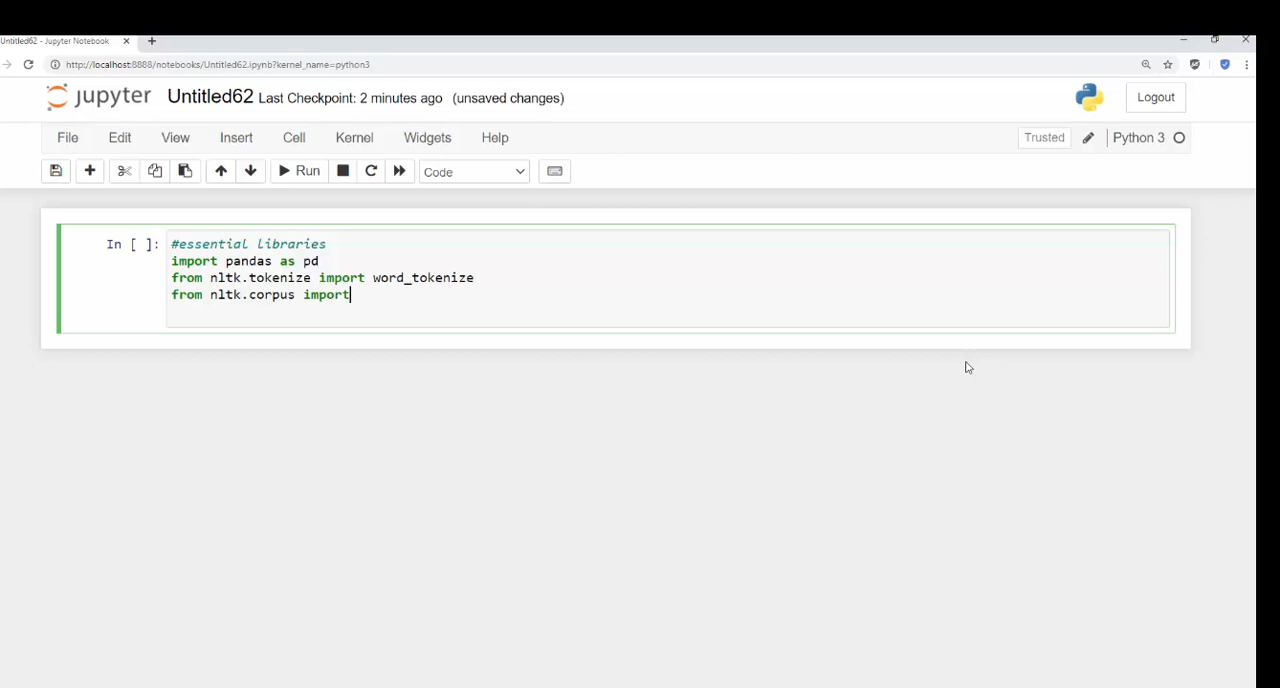 Untitled62 - Jupyter Notebook
http://localhost:8888/notebooks/Untitled62.ipynb?kernel_name=python3
jupyter Untitled62 Last Checkpoint: 2 minutes ago (unsaved changes)
Logout
File Edit View Insert Cell Kernel Widgets Help
Trusted
Python 3
Run
Code
In [ ]: #essential libraries
import pandas as pd
from nltk.tokenize import word_tokenize
from nltk.corpus import